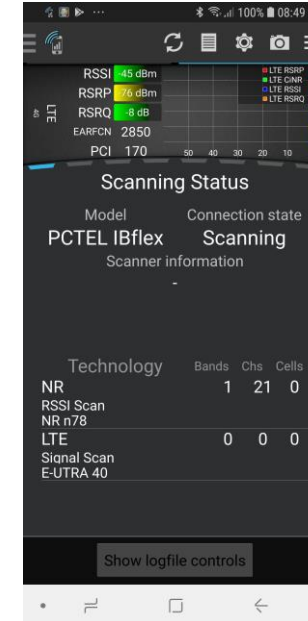 100% 08:49
RSSI -45 dBm
RSRP -76 dBm
RSRQ -8 dB
EARFCN 2850
PCI 170
LTE
40
LTE RSRP
LTE CINR
LTE RSSI
LTE RSRQ
50 40 30 20 10
Scanning Status
Model Connection state
PCTEL IBflex Scanning
Scanner information
-
Technology Bands Chs Cells
NR 1 21 0
RSSI Scan
NR n78
LTE 0 0 0
Signal Scan
E-UTRA 40
Show logfile controls